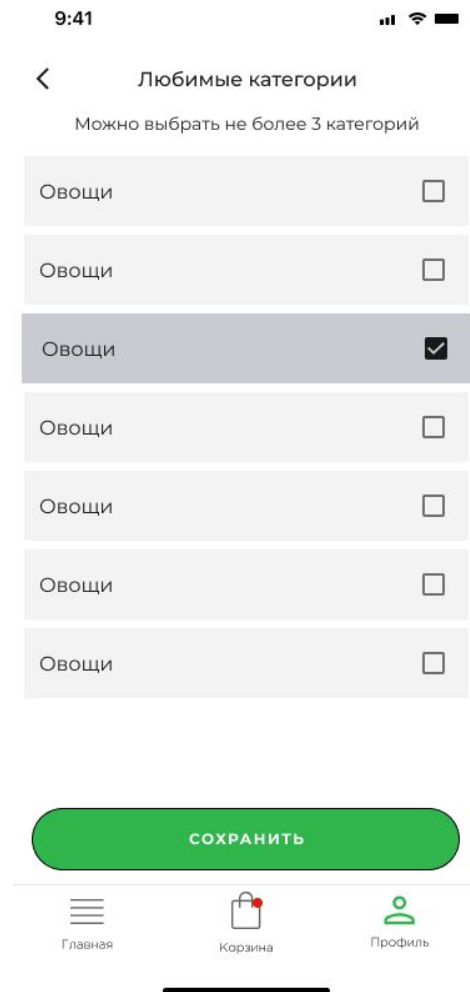 9:41
Любимые категории
Можно выбрать не более 3 категорий
Овощи
Овощи
Овощи
Овощи
Овощи
Овощи
Овощи
СОХРАНИТЬ
Главная Корзина Профиль